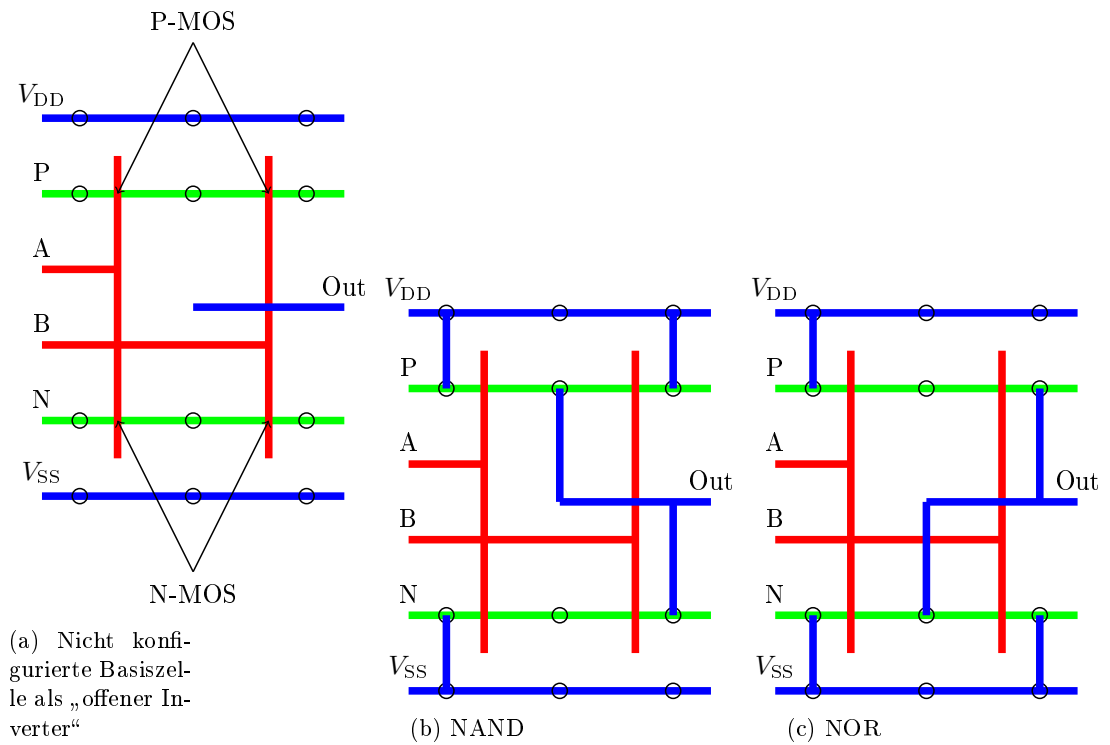 P-MOS
V_DD
P
A
Out
B
N
V_SS
N-MOS
(a) Nicht konfi-
gurierte Basiszel-
le als „offener In-
verter“
V_DD
P
A
Out
B
N
V_SS
(b) NAND
V_DD
P
A
Out
B
N
V_SS
(c) NOR